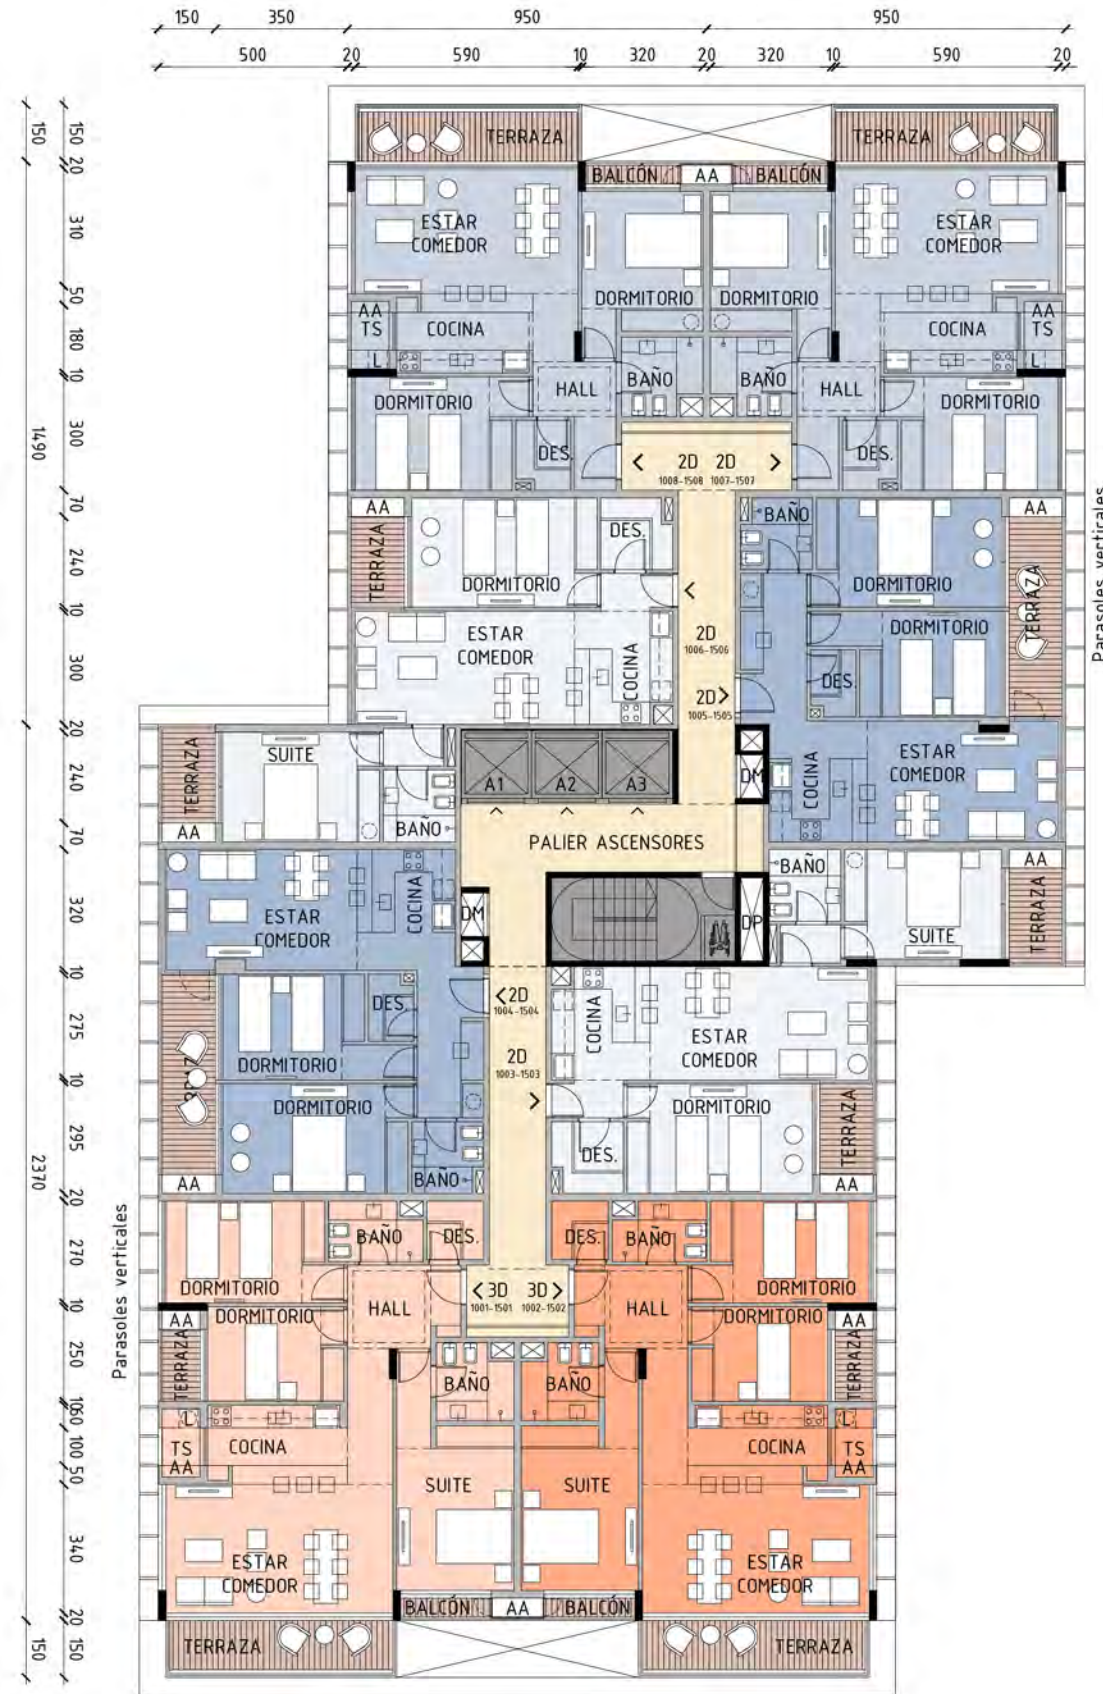 150 350 950 950
500 20 590 10 320 20 320 10 590 20
150
150
20
310
50
180
10
300
1490
70
240
10
300
20
240
70
320
10
275
10
295
2370
20
270
10
250
10
60
100
50
340
20
150
150
TERRAZA TERRAZA
BALCÓN AA BALCÓN
ESTAR
COMEDOR
ESTAR
COMEDOR
DORMITORIO DORMITORIO
AA
TS
L
COCINA
COCINA
AA
TS
L
HALL BAÑO BAÑO HALL
DORMITORIO DORMITORIO
DES. DES.
2D 2D
1008-1508 1007-1507
AA
TERRAZA
DES.
DORMITORIO
BAÑO
DORMITORIO
AA
TERRAZA
Parasoles verticales
ESTAR
COMEDOR
COCINA
2D
1006-1506
2D
1005-1505
DORMITORIO
DES.
TERRAZA
AA
SUITE
BAÑO
A1 A2 A3
DM
COCINA
ESTAR
COMEDOR
PALIER ASCENSORES
ESTAR
COMEDOR
COCINA
DM
DP
BAÑO
SUITE
AA
TERRAZA
DES.
2D
1004-1504
COCINA
ESTAR
COMEDOR
DORMITORIO
2D
1003-1503
DORMITORIO
AA
BAÑO
DORMITORIO
DES.
TERRAZA
AA
Parasoles verticales
BAÑO DES. DES. BAÑO
DORMITORIO DORMITORIO
HALL
3D 3D
1001-1501 1002-1502
HALL
AA
TERRAZA
DORMITORIO DORMITORIO
AA
TERRAZA
BAÑO BAÑO
L
TS
AA
COCINA
COCINA
L
TS
AA
SUITE SUITE
ESTAR
COMEDOR
ESTAR
COMEDOR
BALCÓN AA BALCÓN
TERRAZA TERRAZA